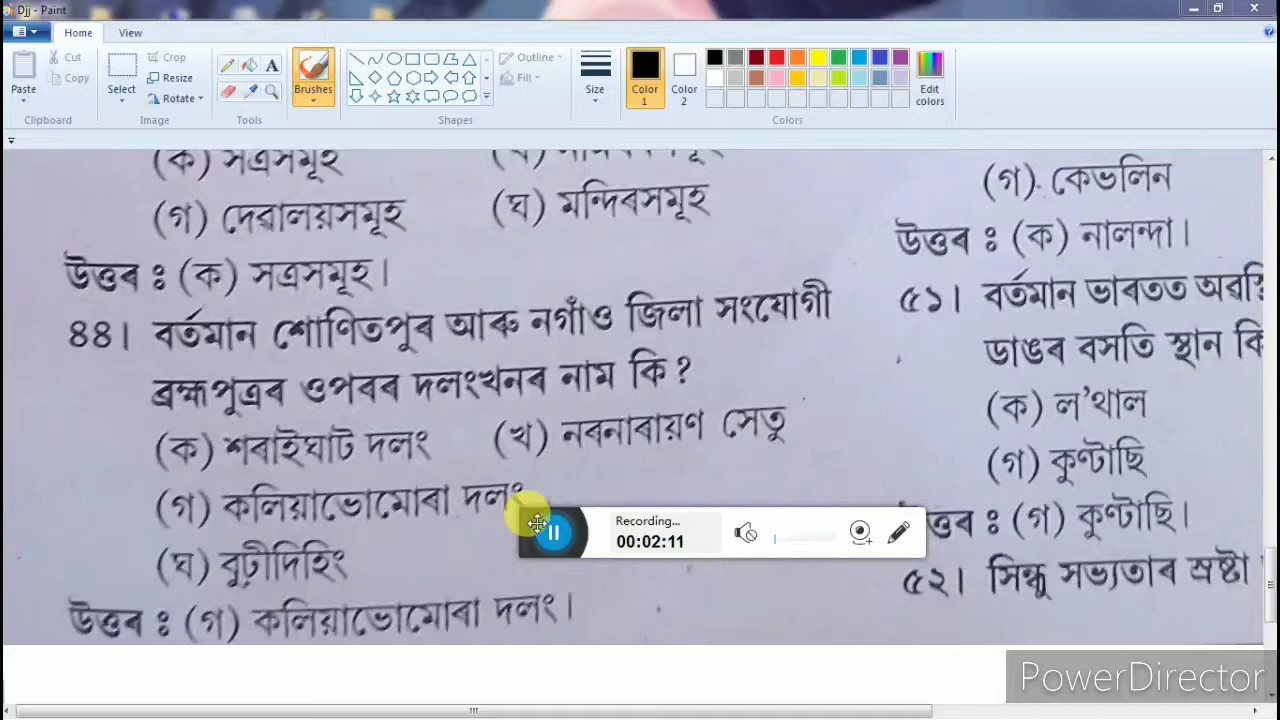 Djj - Paint
Home View
Paste
Cut
Copy
Clipboard
Select
Crop
Resize
Rotate
Image
A
Tools
Brushes
Shapes
Outline
Fill
Size
Color 1
Color 2
Colors
Edit colors
(ক) সত্ৰসমূহ
(গ) দেৱালয়সমূহ (ঘ) মন্দিৰসমূহ
উত্তৰ : (ক) সত্ৰসমূহ।
88। বৰ্তমান শোণিতপুৰ আৰু নগাঁও জিলা সংযোগী
ব্ৰহ্মপুত্ৰৰ ওপৰৰ দলংখনৰ নাম কি?
(ক) শৰাইঘাট দলং (খ) নৰনাৰায়ণ সেতু
(গ) কলিয়াভোমোৰা দলং
(ঘ) বুঢ়ীদিহিং
উত্তৰ : (গ) কলিয়াভোমোৰা দলং।
(গ) কেভলিন
উত্তৰ : (ক) নালন্দা।
৫১। বৰ্তমান ভাৰতত
ডাঙৰ বসতি স্থান কি
(ক) ল'থাল
(গ) কুণ্টাছি
উত্তৰ : (গ) কুণ্টাছি।
৫২। সিন্ধু সভ্যতাৰ স্ৰষ্টা
Recording...
00:02:11
PowerDirector